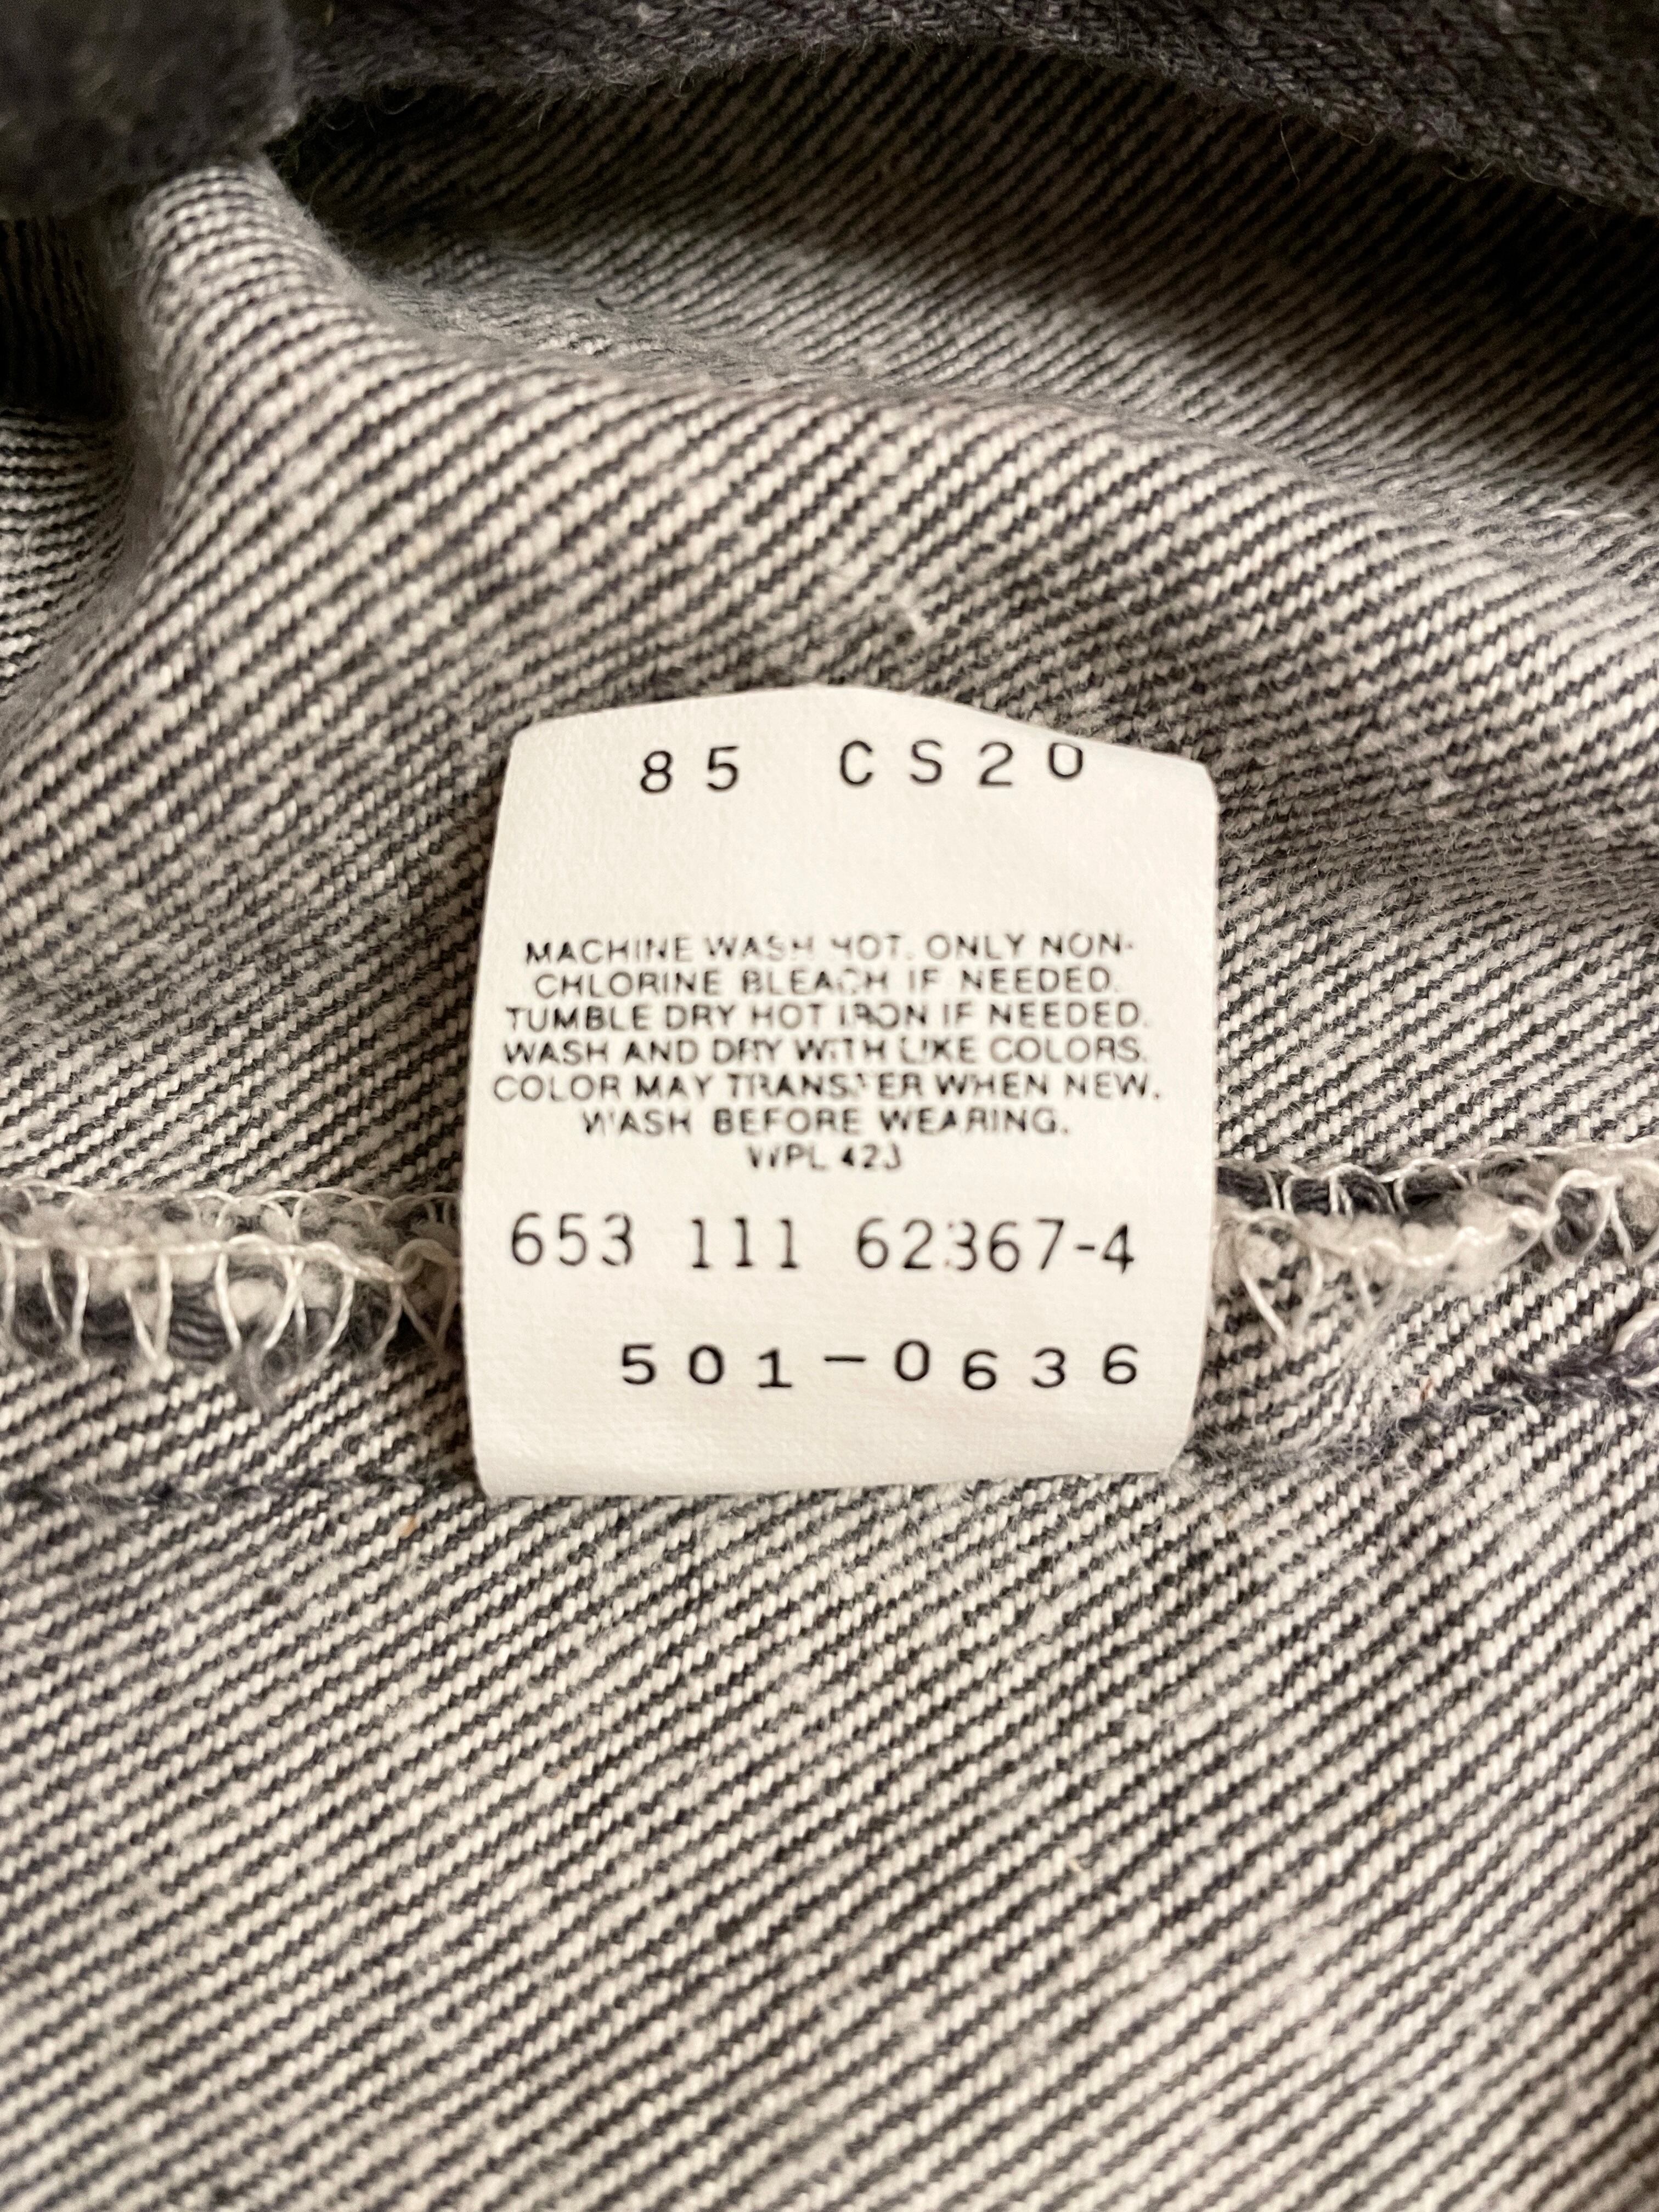 85 CS20
MACHINE WASH HOT. ONLY NON-
CHLORINE BLEACH IF NEEDED.
TUMBLE DRY HOT IRON IF NEEDED.
WASH AND DRY WITH LIKE COLORS.
COLOR MAY TRANSFER WHEN NEW.
WASH BEFORE WEARING.
WPL 423
653 111 62367-4
501-0636